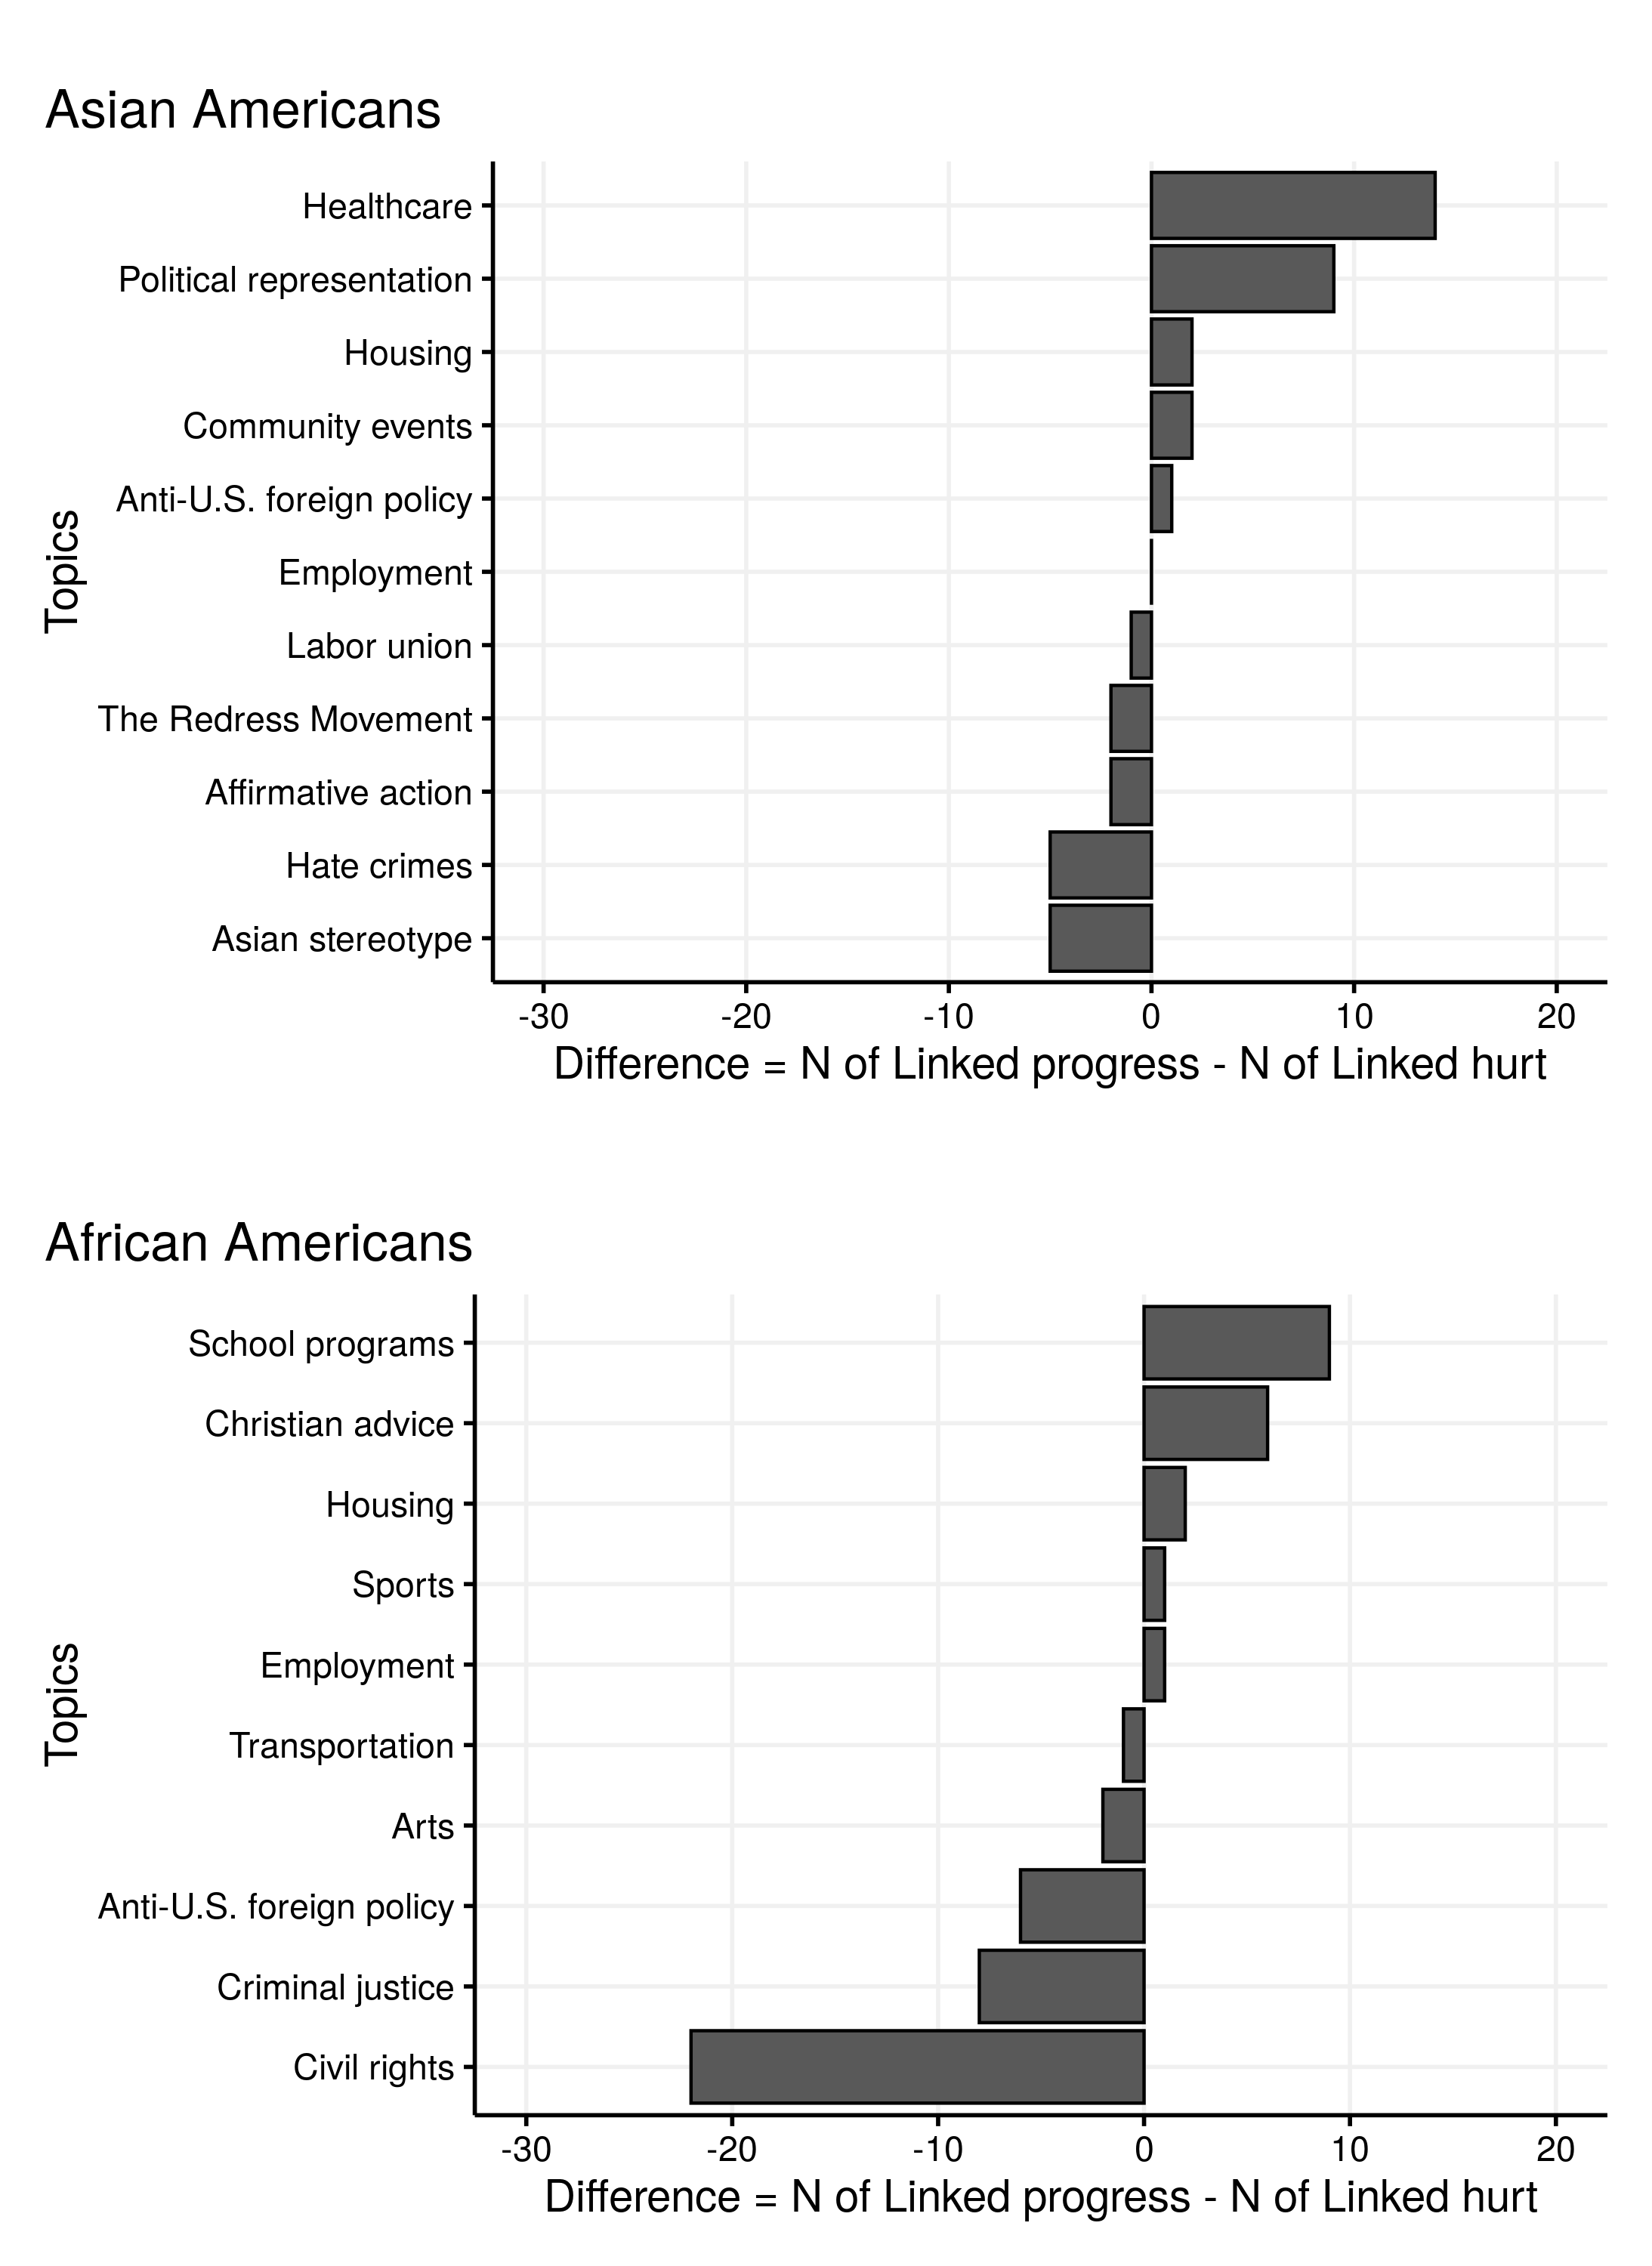 Asian Americans
Topics
Healthcare
Political representation
Housing
Community events
Anti-U.S. foreign policy
Employment
Labor union
The Redress Movement
Affirmative action
Hate crimes
Asian stereotype
-30 -20 -10 0 10 20
Difference = N of Linked progress - N of Linked hurt
African Americans
Topics
School programs
Christian advice
Housing
Sports
Employment
Transportation
Arts
Anti-U.S. foreign policy
Criminal justice
Civil rights
-30 -20 -10 0 10 20
Difference = N of Linked progress - N of Linked hurt